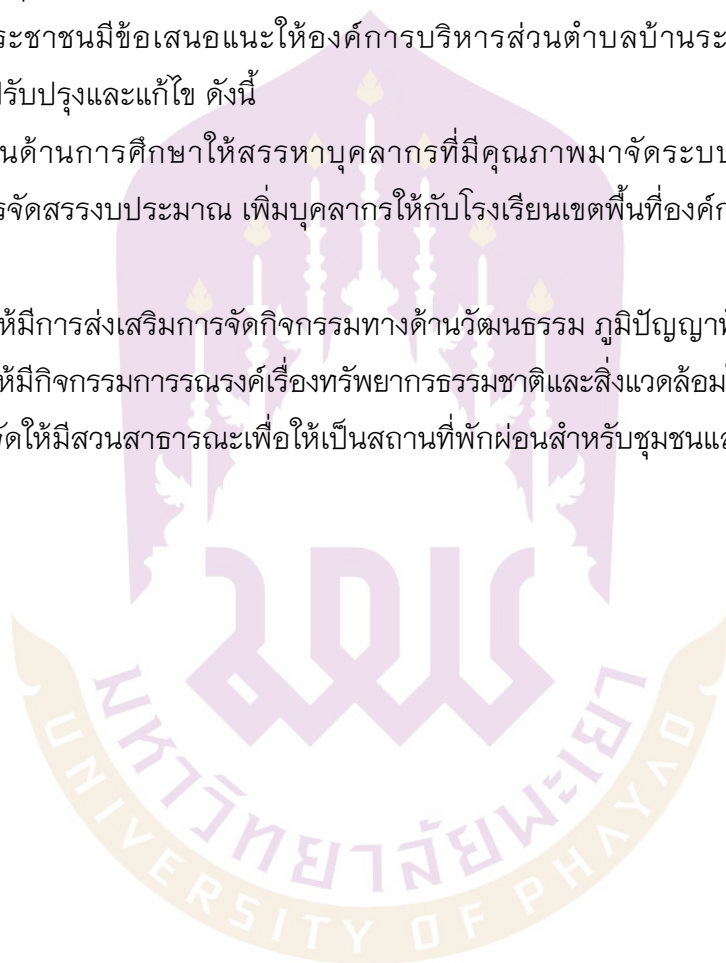 ระชาชนมีข้อเสนอแนะให้องค์การบริหารส่วนตำบลบ้านระ
ปรับปรุงและแก้ไข ดังนี้
นด้านการศึกษาให้สรรหาบุคลากรที่มีคุณภาพมาจัดระบบ
รจัดสรรงบประมาณ เพิ่มบุคลากรให้กับโรงเรียนเขตพื้นที่องค์ก
ห้มีการส่งเสริมการจัดกิจกรรมทางด้านวัฒนธรรม ภูมิปัญญา
ห้มีกิจกรรมการรณรงค์เรื่องทรัพยากรธรรมชาติและสิ่งแวดล้อม
จัดให้มีสวนสาธารณะเพื่อให้เป็นสถานที่พักผ่อนสำหรับชุมชนแล
มพ
มหาวิทยาลัยพะเยา
UNIVERSITY OF PHAYAO